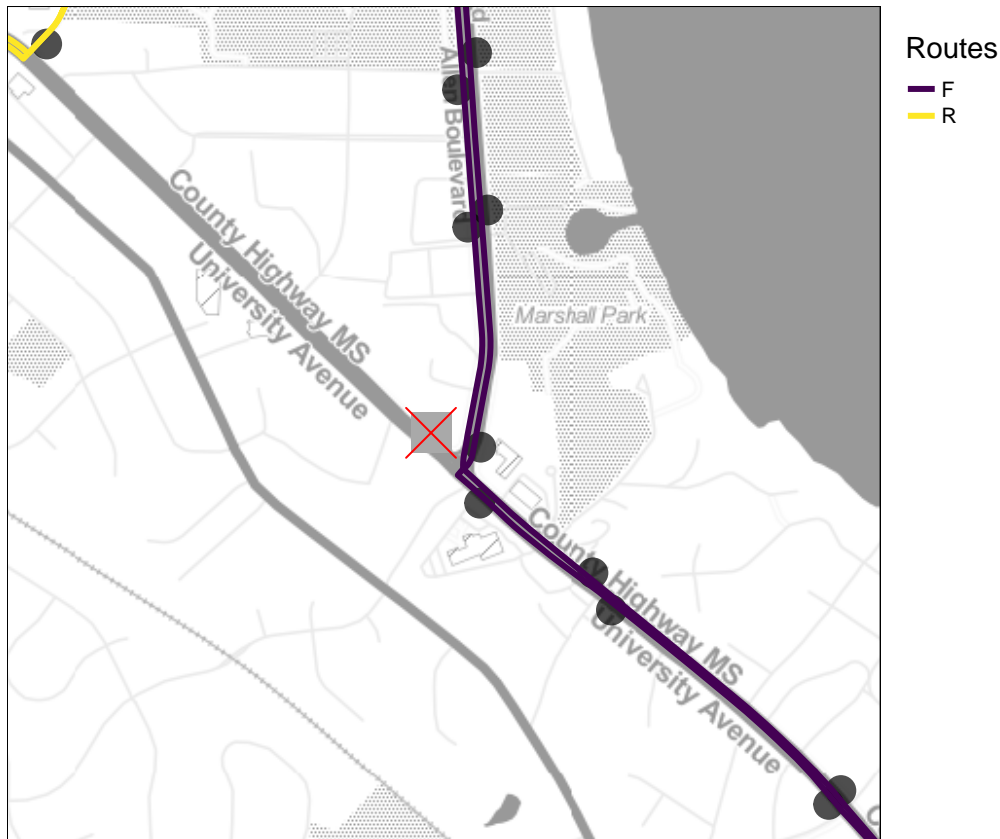 d
Allen Boulevard
Routes
F
R
County Highway MS
University Avenue
Marshall Park
County Highway MS
University Avenue
C